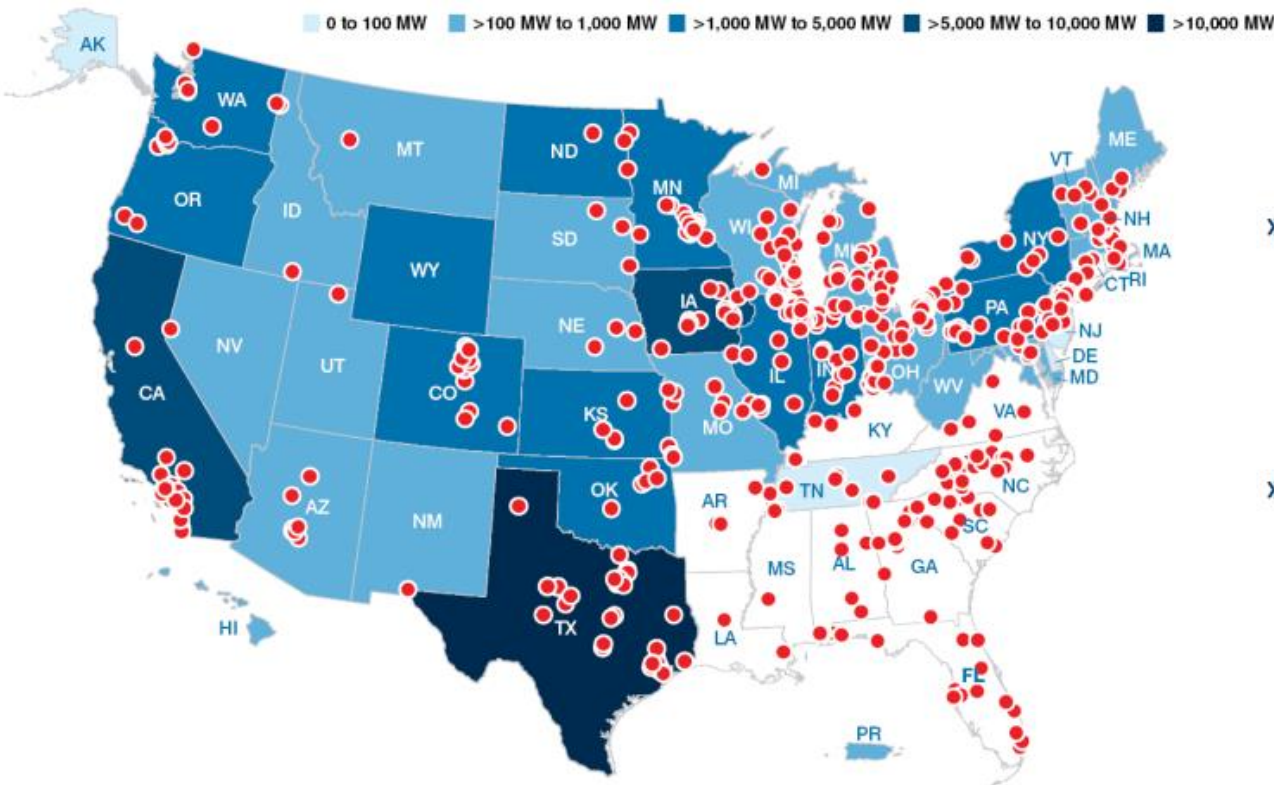 0 to 100 MW >100 MW to 1,000 MW >1,000 MW to 5,000 MW >5,000 MW to 10,000 MW >10,000 MW
AK
WA
MT
ND
MN
MI
VT
ME
OR
ID
SD
WI
MI
NY
NH
MA
WY
CT
RI
NV
UT
NE
IA
PA
NJ
DE
MD
CA
CO
KS
MO
IL
IN
OH
WV
VA
KY
AZ
NM
OK
AR
TN
NC
SC
MS
AL
GA
HI
TX
LA
FL
PR